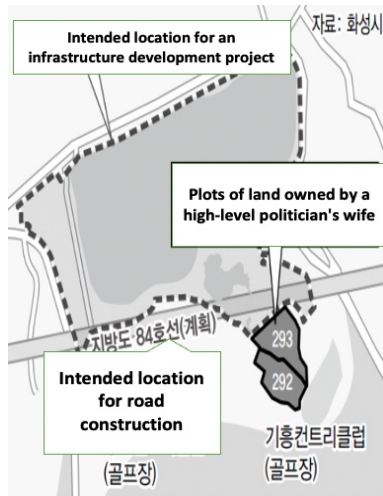 자료: 화성시
Intended location for an
infrastructure development project
Plots of land owned by a
high-level politician's wife
지방도 84호선(계획)
293
292
Intended location
for road
construction
기흥컨트리클럽
(골프장)
(골프장)